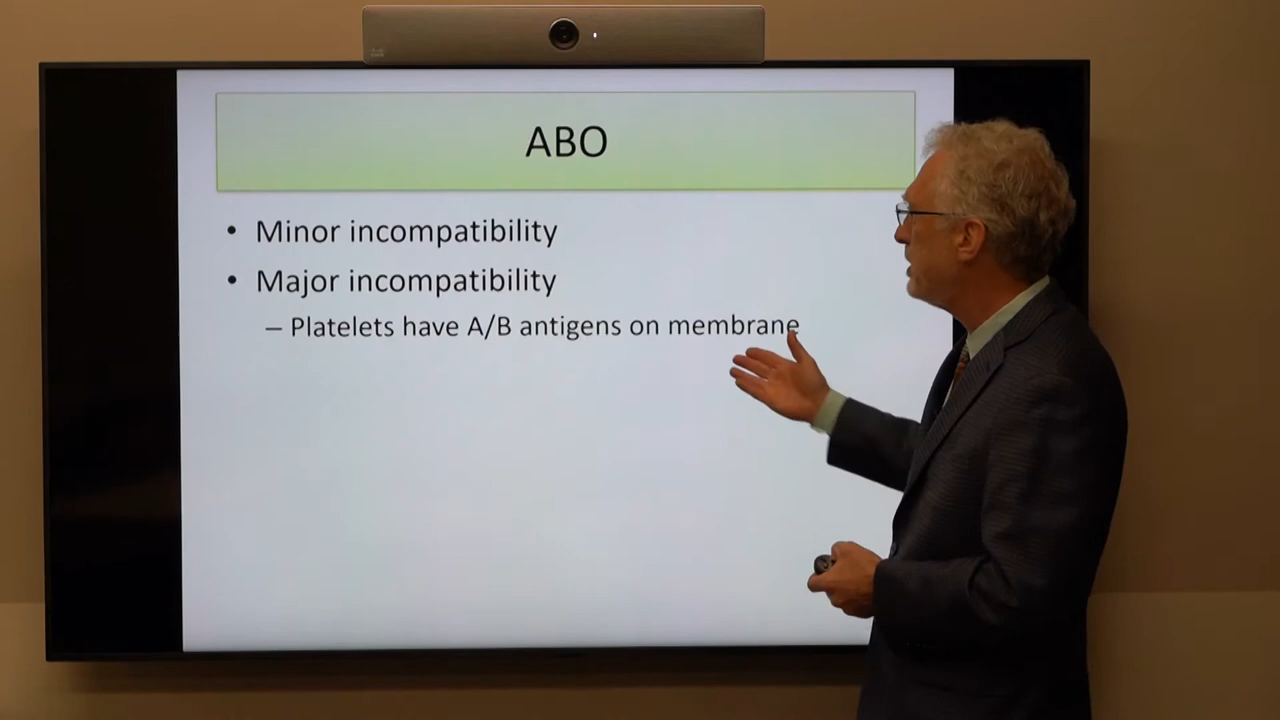 ABO
• Minor incompatibility
• Major incompatibility
– Platelets have A/B antigens on membrane